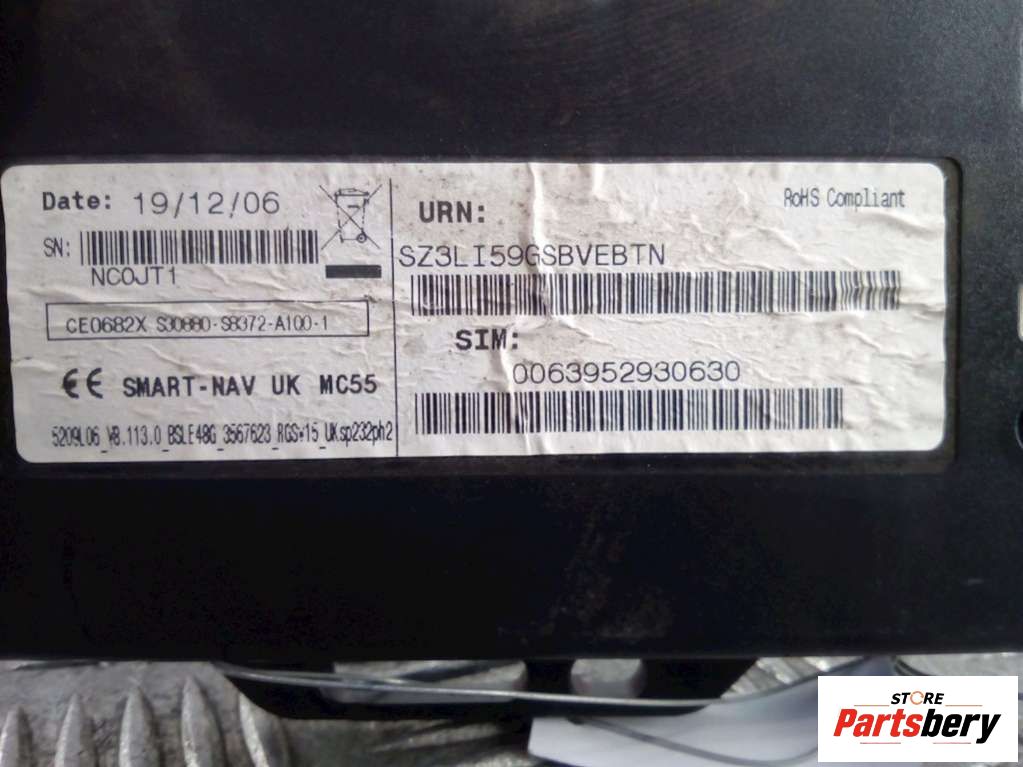 Date: 19/12/06
SN:
NC0JT1
CE0682X S30880-S8372-A100-1
CE SMART-NAV UK MC55
5209L06_V8.113.0_BSLE48G_3567623_RGS*15_UKsp232ph2
URN:
SZ3LI59GSBVEBTN
SIM:
0063952930630
RoHS Compliant
STORE
Partsbery